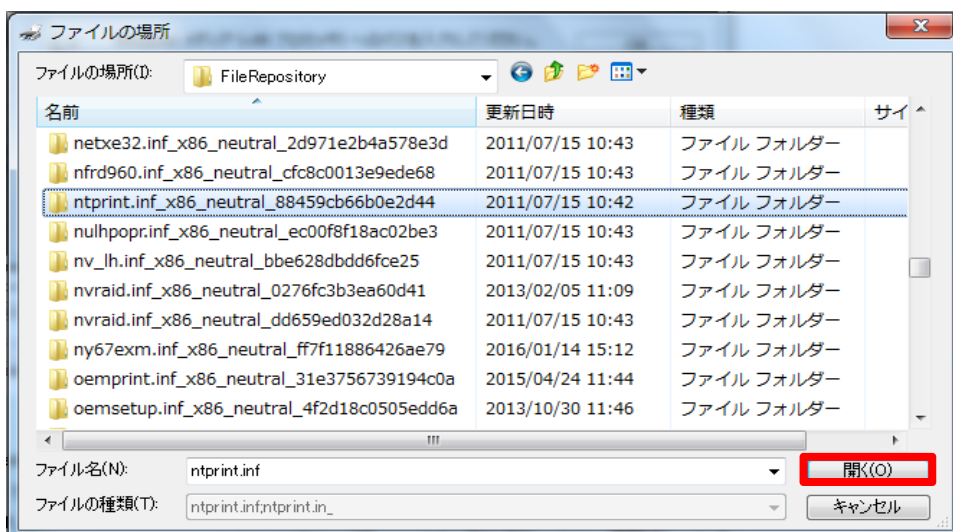 ファイルの場所
ファイルの場所(I): FileRepository
名前 更新日時 種類 サイ
netxe32.inf_x86_neutral_2d971e2b4a578e3d 2011/07/15 10:43 ファイル フォルダー
nfrd960.inf_x86_neutral_cfc8c0013e9ede68 2011/07/15 10:43 ファイル フォルダー
ntprint.inf_x86_neutral_88459cb66b0e2d44 2011/07/15 10:42 ファイル フォルダー
nulhpopr.inf_x86_neutral_ec00f8f18ac02be3 2011/07/15 10:43 ファイル フォルダー
nv_lh.inf_x86_neutral_bbe628dbdd6fce25 2011/07/15 10:43 ファイル フォルダー
nvraid.inf_x86_neutral_0276fc3b3ea60d41 2013/02/05 11:09 ファイル フォルダー
nvraid.inf_x86_neutral_dd659ed032d28a14 2011/07/15 10:43 ファイル フォルダー
ny67exm.inf_x86_neutral_ff7f11886426ae79 2016/01/14 15:12 ファイル フォルダー
oemprint.inf_x86_neutral_31e3756739194c0a 2015/04/24 11:44 ファイル フォルダー
oemsetup.inf_x86_neutral_4f2d18c0505edd6a 2013/10/30 11:46 ファイル フォルダー
ファイル名(N): ntprint.inf 開く(O)
ファイルの種類(T): ntprint.inf;ntprint.in_ キャンセル